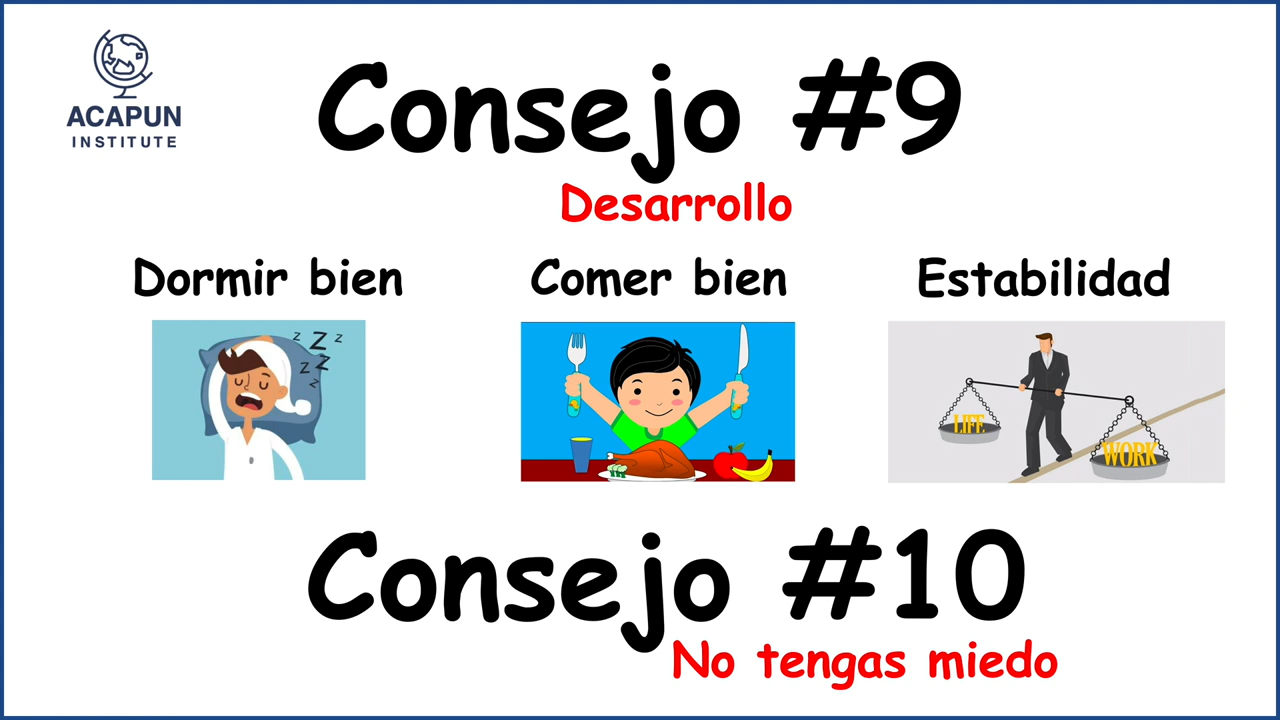 ACAPUN
INSTITUTE
Consejo #9
Desarrollo
Dormir bien
Comer bien
Estabilidad
z Z z
z Z
z
LIFE
WORK
Consejo #10
No tengas miedo